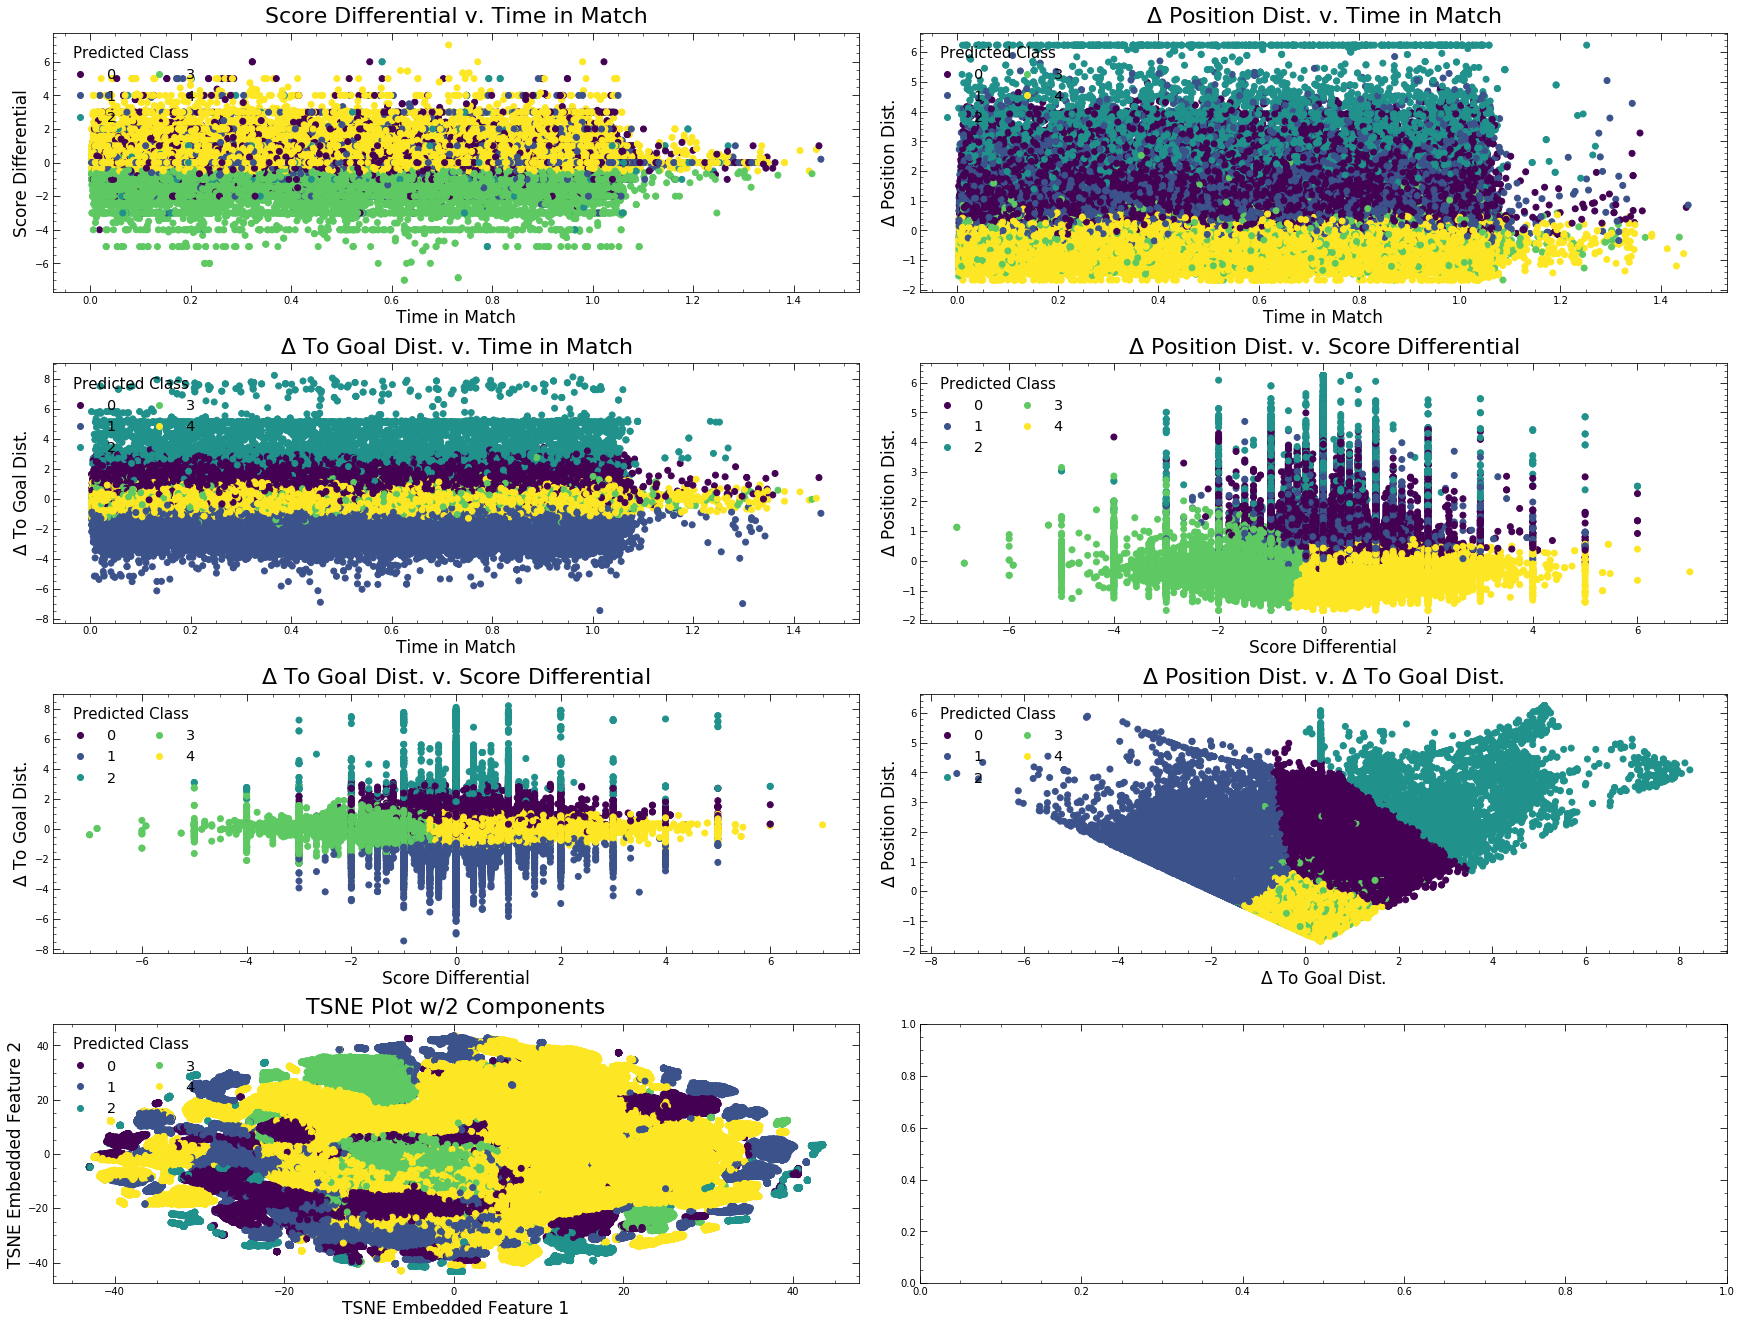 Score Differential v. Time in Match
Predicted Class
0 3
1 4
2
Score Differential
6
4
2
0
−2
−4
−6
0.0 0.2 0.4 0.6 0.8 1.0 1.2 1.4
Time in Match
Δ Position Dist. v. Time in Match
Predicted Class
0 3
1 4
2
Δ Position Dist.
6
5
4
3
2
1
0
−1
−2
0.0 0.2 0.4 0.6 0.8 1.0 1.2 1.4
Time in Match
Δ To Goal Dist. v. Time in Match
Predicted Class
0 3
1 4
2
Δ To Goal Dist.
8
6
4
2
0
−2
−4
−6
−8
0.0 0.2 0.4 0.6 0.8 1.0 1.2 1.4
Time in Match
Δ Position Dist. v. Score Differential
Predicted Class
0 3
1 4
2
Δ Position Dist.
6
5
4
3
2
1
0
−1
−2
−6 −4 −2 0 2 4 6
Score Differential
Δ To Goal Dist. v. Score Differential
Predicted Class
0 3
1 4
2
Δ To Goal Dist.
8
6
4
2
0
−2
−4
−6
−8
−6 −4 −2 0 2 4 6
Score Differential
Δ Position Dist. v. Δ To Goal Dist.
Predicted Class
0 3
1 4
2
Δ Position Dist.
6
5
4
3
2
1
0
−1
−2
−8 −6 −4 −2 0 2 4 6 8
Δ To Goal Dist.
TSNE Plot w/2 Components
Predicted Class
0 3
1 4
2
TSNE Embedded Feature 2
40
20
0
−20
−40
−40 −20 0 20 40
TSNE Embedded Feature 1
1.0
0.8
0.6
0.4
0.2
0.0
0.0 0.2 0.4 0.6 0.8 1.0